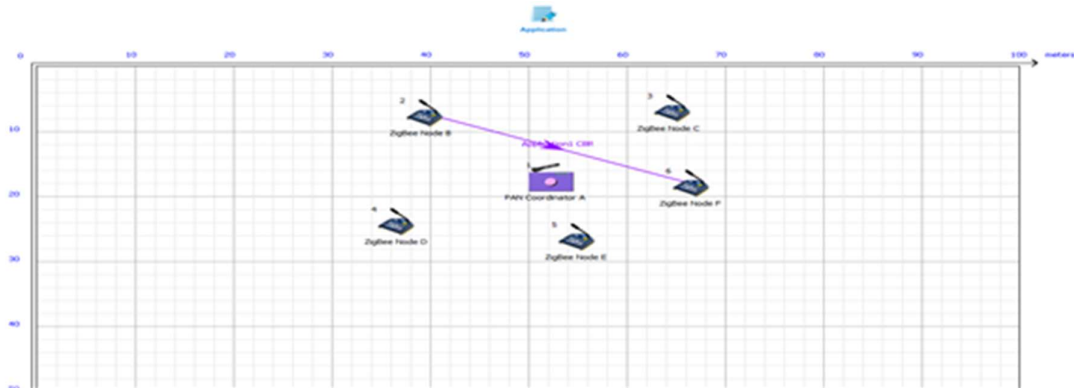 Application
0 10 20 30 40 50 60 70 80 90 100 meters
2
3
ZigBee Node B
ZigBee Node C
10
Application1 CBR
1
6
PAN Coordinator A
ZigBee Node F
20
4
5
ZigBee Node D
ZigBee Node E
30
40